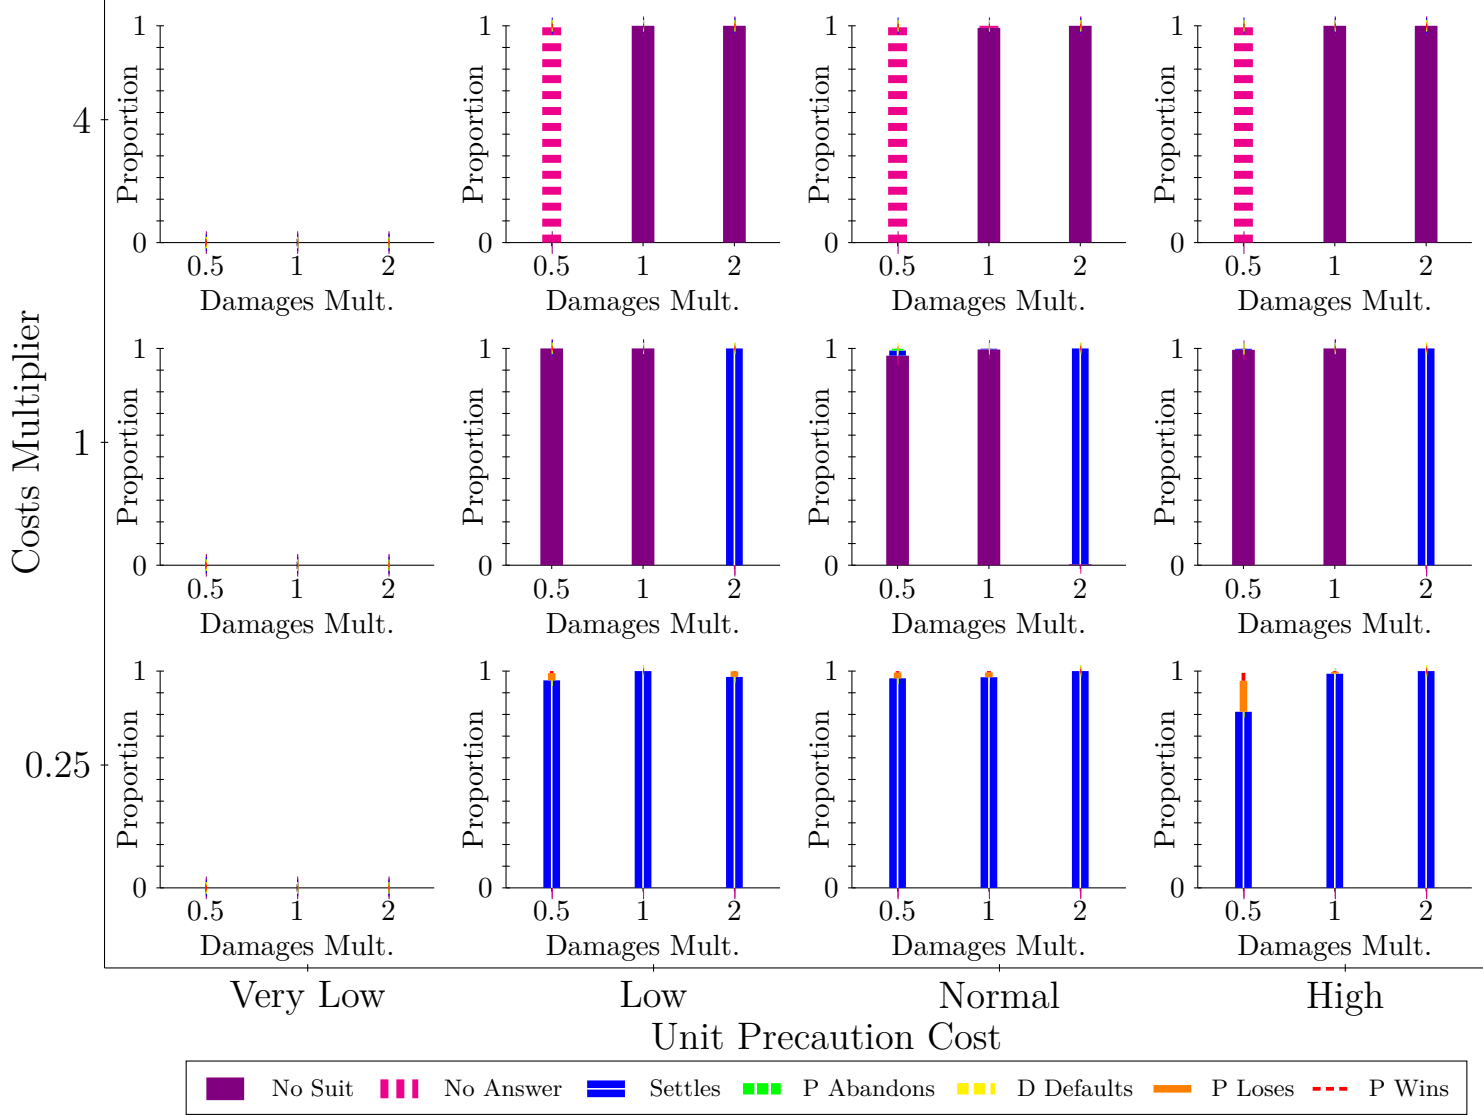 1
Proportion
0
0.5 1 2
Damages Mult.
1
Proportion
0
0.5 1 2
Damages Mult.
1
Proportion
0
0.5 1 2
Damages Mult.
1
Proportion
0
0.5 1 2
Damages Mult.
4
1
Proportion
0
0.5 1 2
Damages Mult.
1
Proportion
0
0.5 1 2
Damages Mult.
1
Proportion
0
0.5 1 2
Damages Mult.
1
Proportion
0
0.5 1 2
Damages Mult.
1
Costs Multiplier
1
Proportion
0
0.5 1 2
Damages Mult.
1
Proportion
0
0.5 1 2
Damages Mult.
1
Proportion
0
0.5 1 2
Damages Mult.
1
Proportion
0
0.5 1 2
Damages Mult.
0.25
Very Low Low Normal High
Unit Precaution Cost
No Suit No Answer Settles P Abandons D Defaults P Loses P Wins